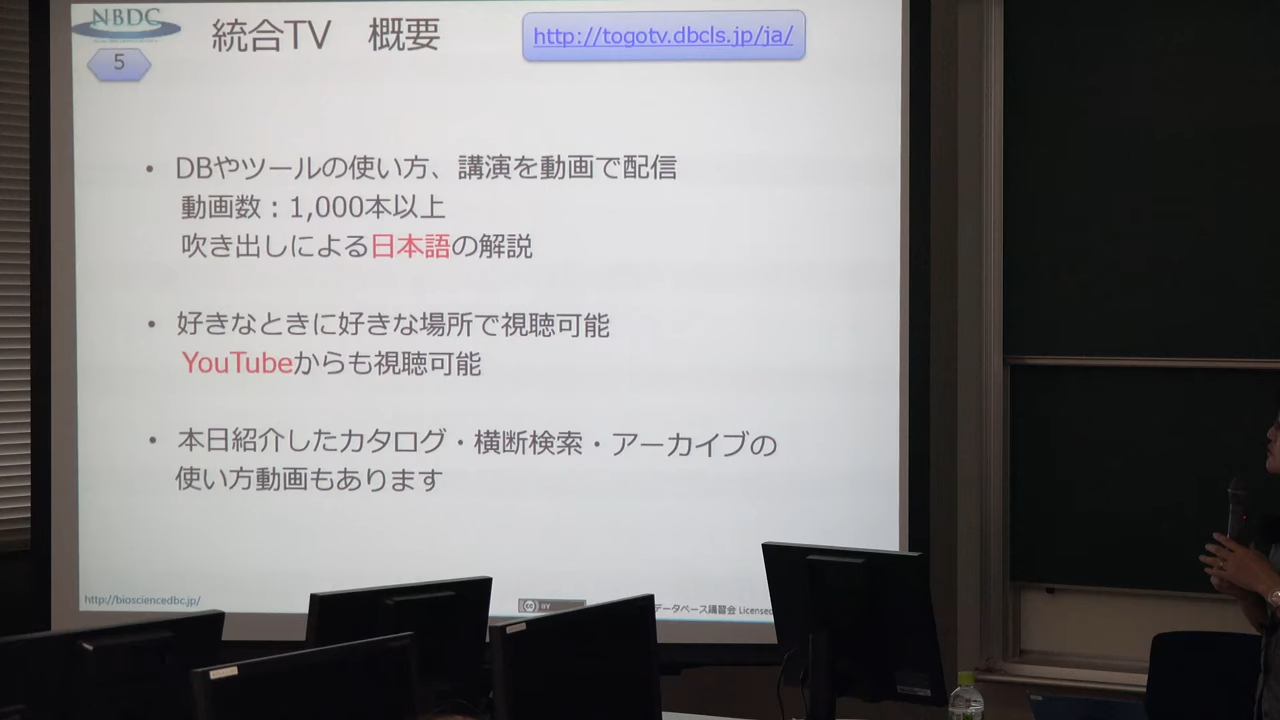 NBDC
5
統合TV 概要
http://togotv.dbcls.jp/ja/
• DBやツールの使い方、講演を動画で配信
動画数：1,000本以上
吹き出しによる日本語の解説
• 好きなときに好きな場所で視聴可能
YouTubeからも視聴可能
• 本日紹介したカタログ・横断検索・アーカイブの
使い方動画もあります
http://biosciencedbc.jp/
cc BY
データベース講習会 Licensed